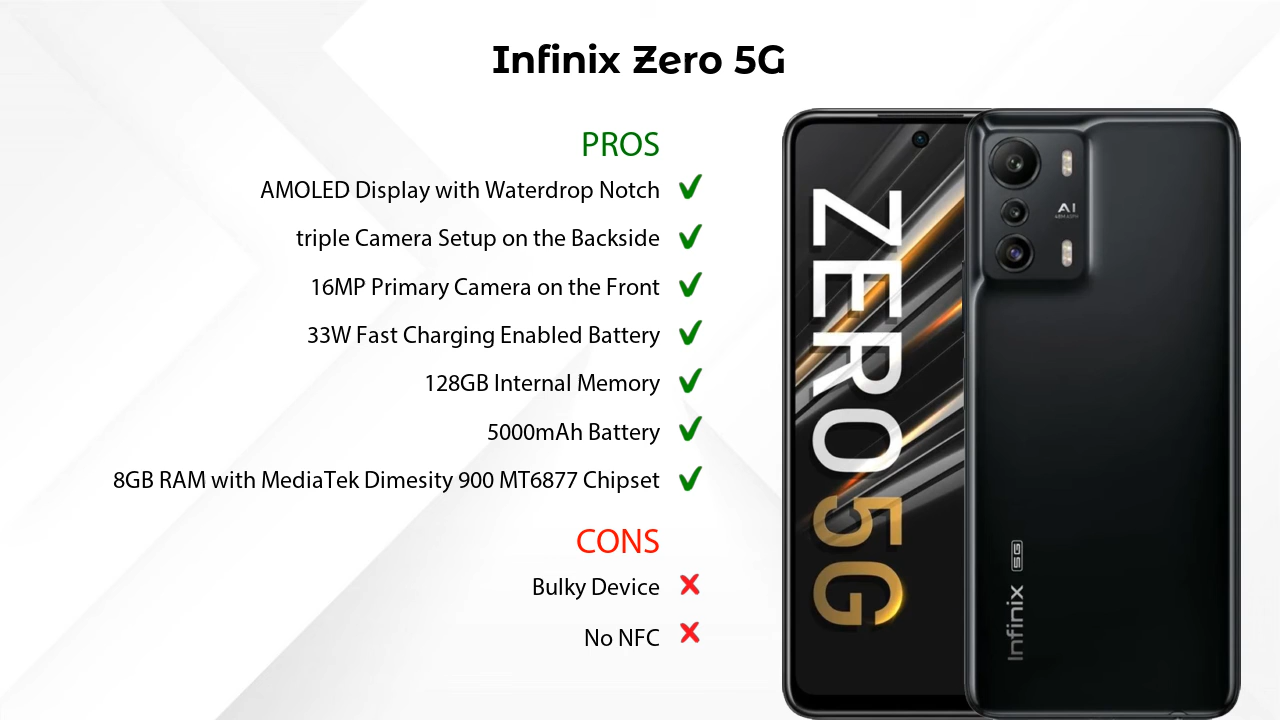 Infinix Zero 5G
PROS
AMOLED Display with Waterdrop Notch
triple Camera Setup on the Backside
16MP Primary Camera on the Front
33W Fast Charging Enabled Battery
128GB Internal Memory
5000mAh Battery
8GB RAM with MediaTek Dimesity 900 MT6877 Chipset
CONS
Bulky Device
No NFC
ZERO 5G
AI
Infinix 5G